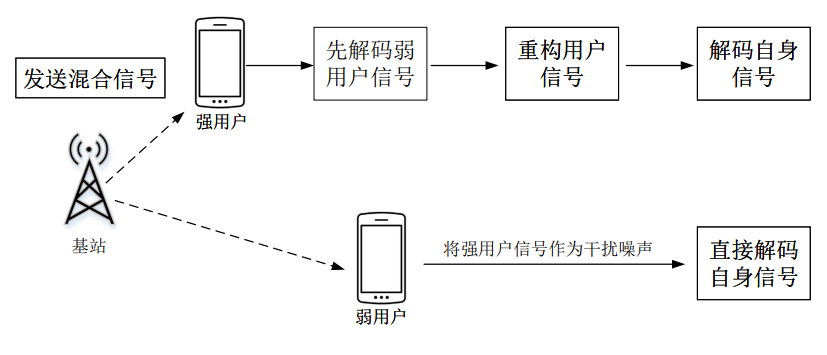 发送混合信号
强用户
先解码弱
用户信号
重构用户
信号
解码自身
信号
基站
弱用户
将强用户信号作为干扰噪声
直接解码
自身信号